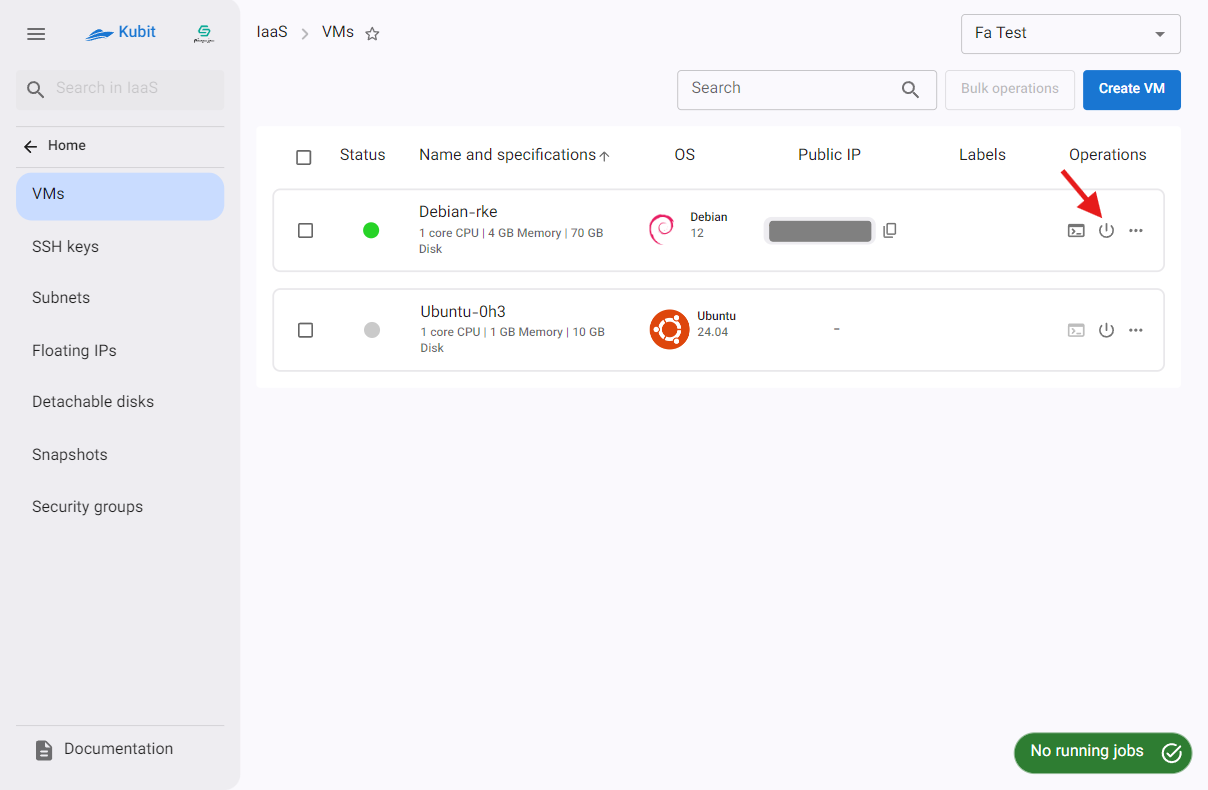 Kubit
IaaS
VMs
Fa Test
Search in IaaS
Search
Bulk operations
Create VM
Home
VMs
SSH keys
Subnets
Floating IPs
Detachable disks
Snapshots
Security groups
Documentation
Status
Name and specifications
OS
Public IP
Labels
Operations
Debian-rke
1 core CPU | 4 GB Memory | 70 GB
Disk
Debian
12
Ubuntu-0h3
1 core CPU | 1 GB Memory | 10 GB
Disk
Ubuntu
24.04
-
No running jobs